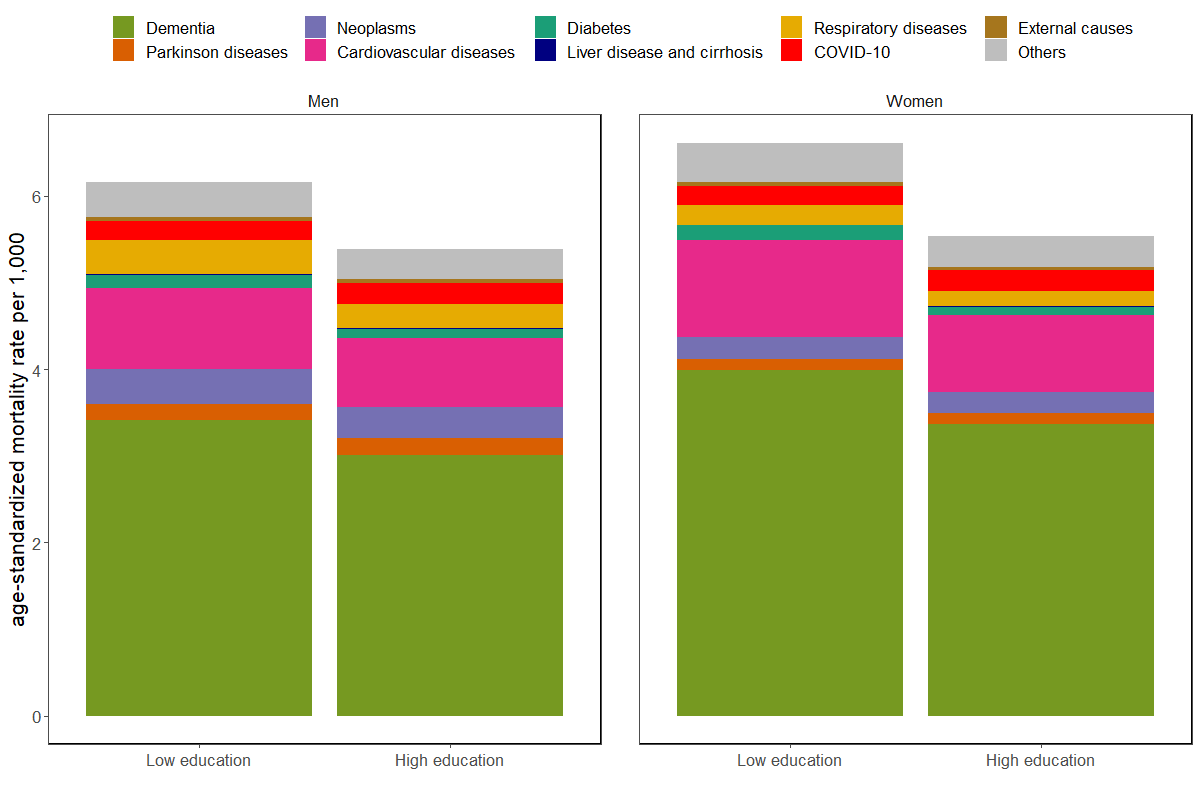 Dementia
Neoplasms
Diabetes
Respiratory diseases
External causes
Parkinson diseases
Cardiovascular diseases
Liver disease and cirrhosis
COVID-10
Others
Men
Women
age-standardized mortality rate per 1,000
6
4
2
0
Low education
High education
Low education
High education